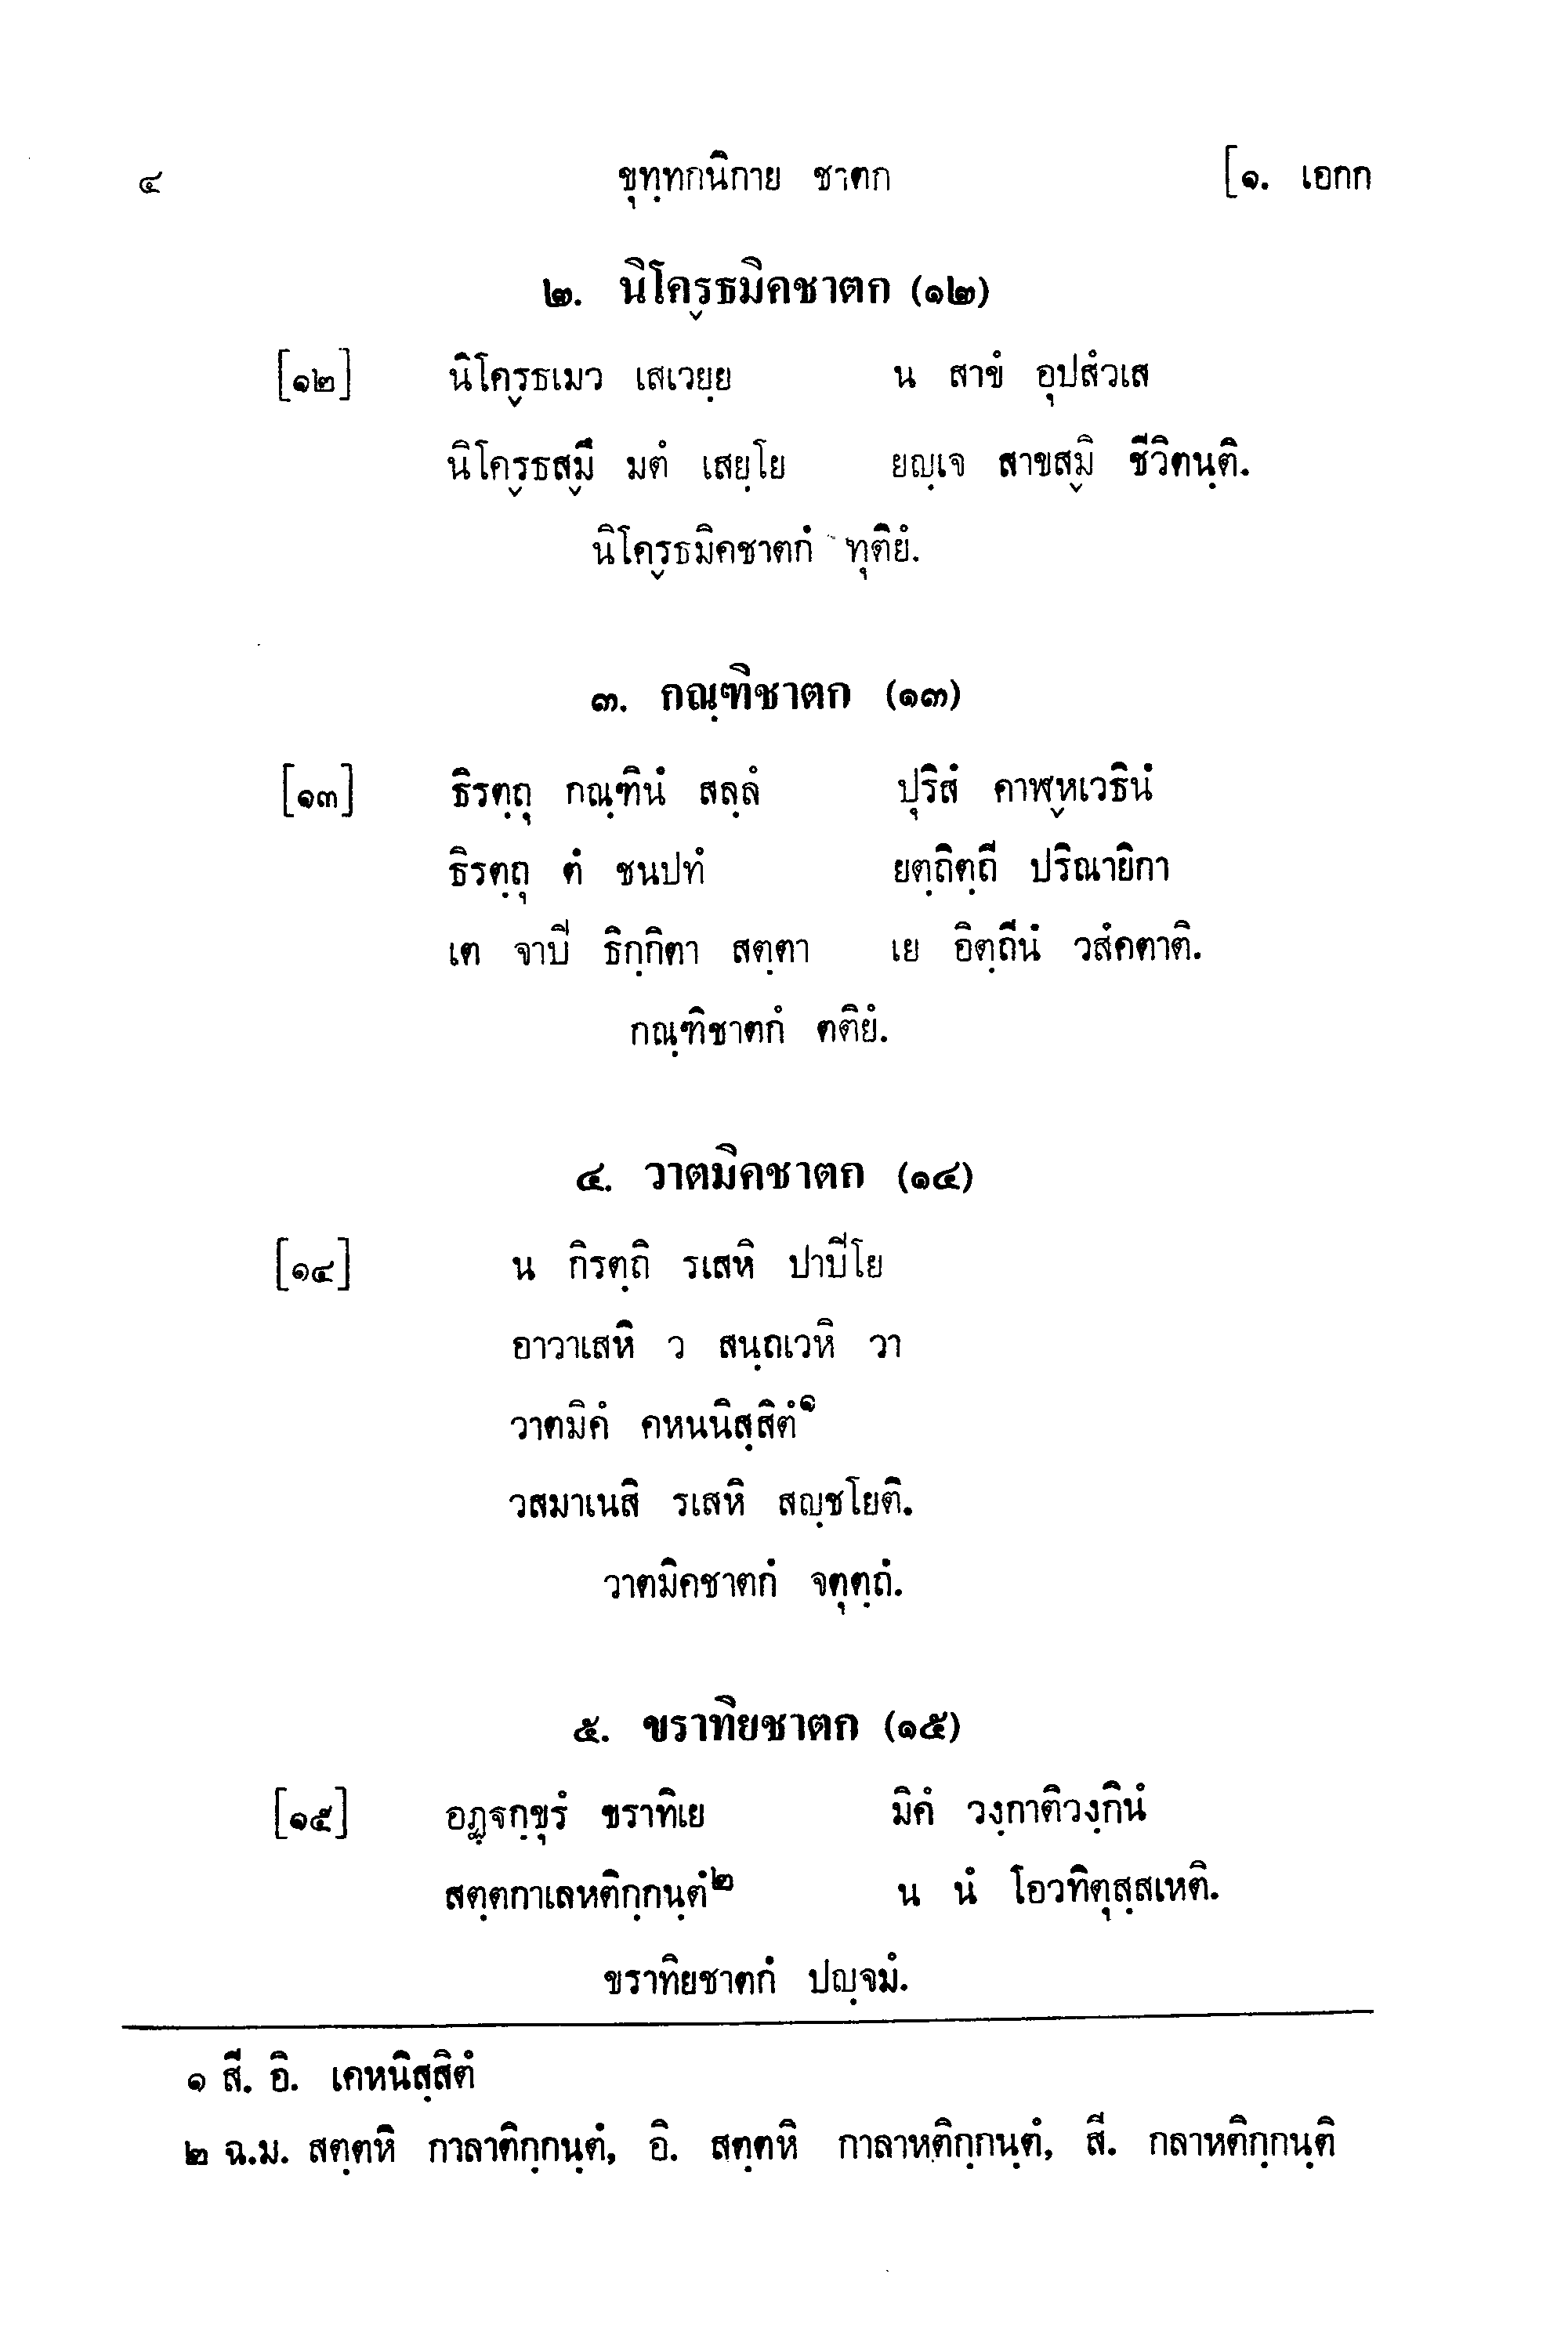 ๔ ขุทฺทกนิกาย ชาตก [๑. เอกก
๒. นิโคฺรธมิคชาตก (๑๒)
[๑๒] นิโคฺรธเมว เสเวยฺย น สาขํ อุปสํวเส
นิโคฺรธสฺมึ มตํ เสยฺโย ยญฺเจ สาขสฺมิ ชีวิตนฺติ.
นิโคฺรธมิคชาตกํ ทุติยํ.
๓. กณฺฑิชาตก (๑๓)
[๑๓] ธิรตฺถุ กณฺฑินํ สลฺลํ ปุริสํ คาฬฺหเวธินํ
ธิรตฺถุ ตํ ชนปทํ ยตฺถิตฺถี ปริณายิกา
เต จาปี ธิกฺกิตา สตฺตา เย อิตฺถีนํ วสํคตาติ.
กณฺฑิชาตกํ ตติยํ.
๔. วาตมิคชาตก (๑๔)
[๑๔] น กิรตฺถิ รเสหิ ปาปีโย
อาวาเสหิ ว สนฺถเวหิ วา
วาตมิคํ คหนนิสฺสิตํ๑
วสมาเนสิ รเสหิ สญฺชโยติ.
วาตมิคชาตกํ จตุตฺถํ.
๕. ขราทิยชาตก (๑๕)
[๑๕] อฏฺฐกฺขุรํ ขราทิเย มิคํ วงฺกาติวงฺกินํ
สตฺตกาเลหติกฺกนฺตํ๒ น นํ โอวทิตุสฺสเหติ.
ขราทิยชาตกํ ปญฺจมํ.
๑ สี. อิ. เคหนิสฺสิตํ
๒ ฉ.ม. สตฺตหิ กาลาติกฺกนฺตํ, อิ. สตฺตหิ กาลาหติกฺกนฺตํ, สี. กลาหติกฺกนฺติ